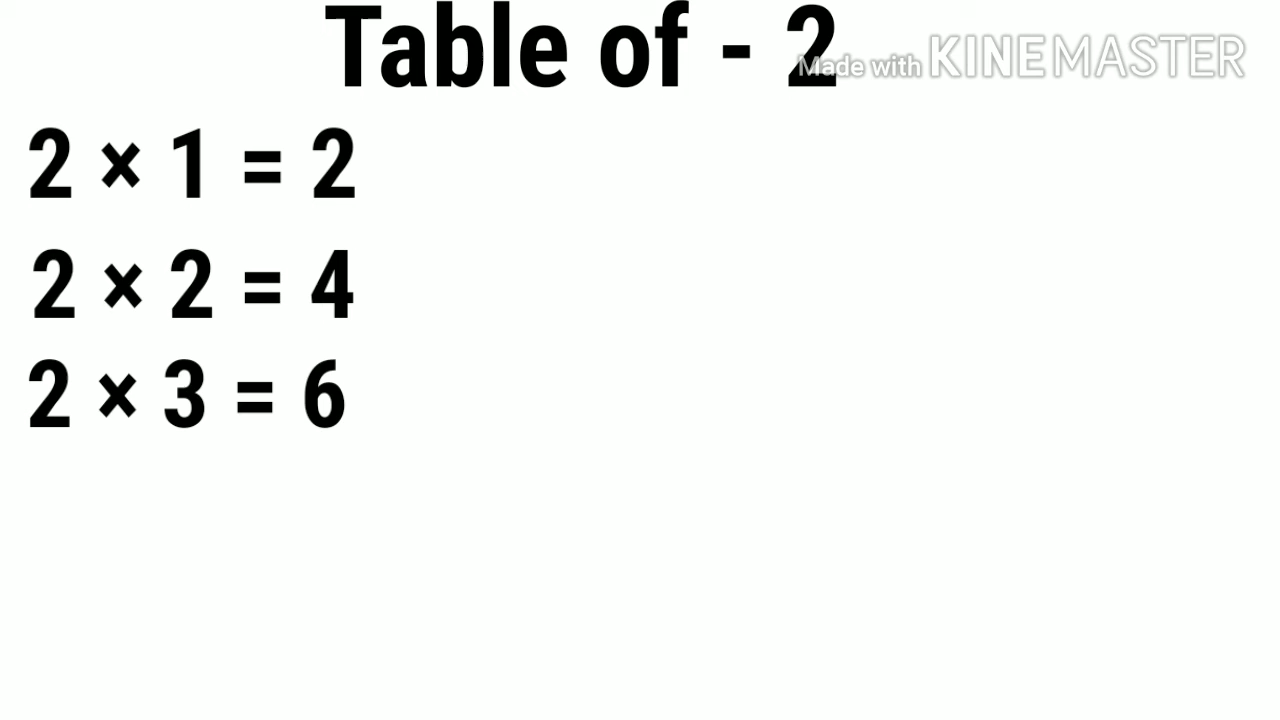 Table of - 2
Made with KINEMASTER
2 × 1 = 2
2 × 2 = 4
2 × 3 = 6